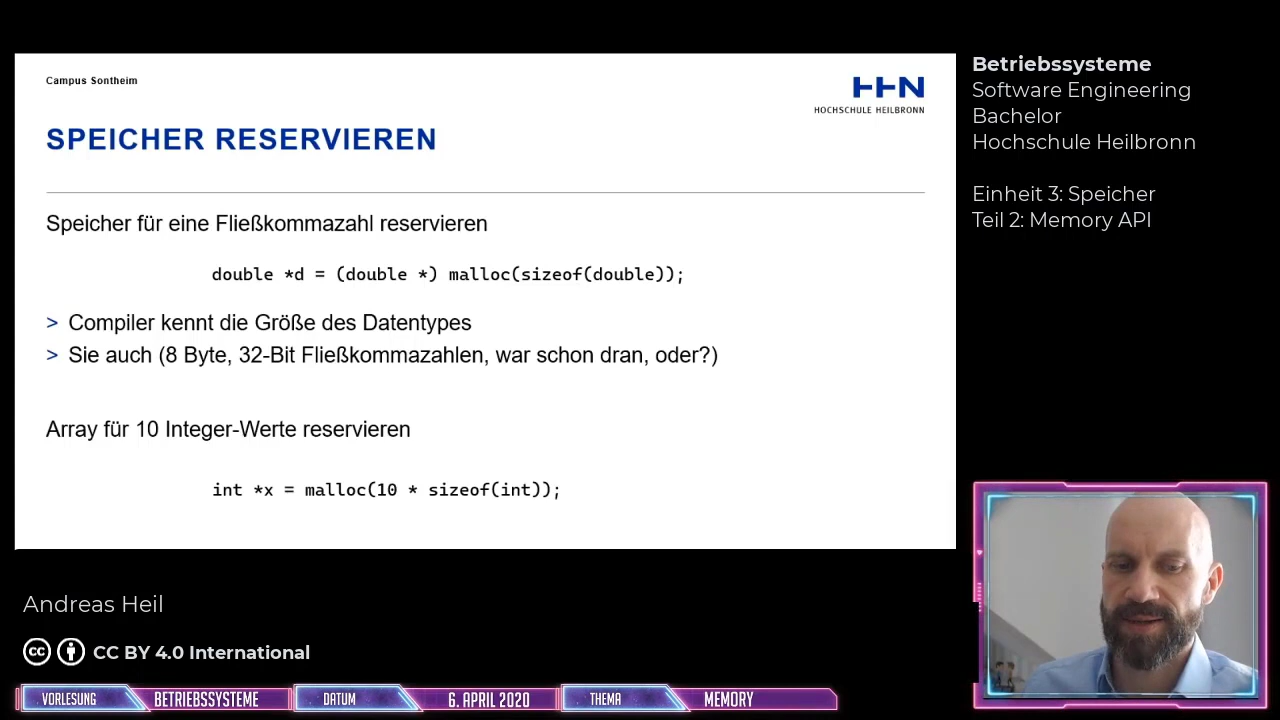 Campus Sontheim
HHN
HOCHSCHULE HEILBRONN
SPEICHER RESERVIEREN
Speicher für eine Fließkommazahl reservieren
double *d = (double *) malloc(sizeof(double));
> Compiler kennt die Größe des Datentypes
> Sie auch (8 Byte, 32-Bit Fließkommazahlen, war schon dran, oder?)
Array für 10 Integer-Werte reservieren
int *x = malloc(10 * sizeof(int));
Betriebssysteme
Software Engineering
Bachelor
Hochschule Heilbronn
Einheit 3: Speicher
Teil 2: Memory API
Andreas Heil
cc CC BY 4.0 International
VORLESUNG BETRIEBSSYSTEME DATUM 6. APRIL 2020 THEMA MEMORY